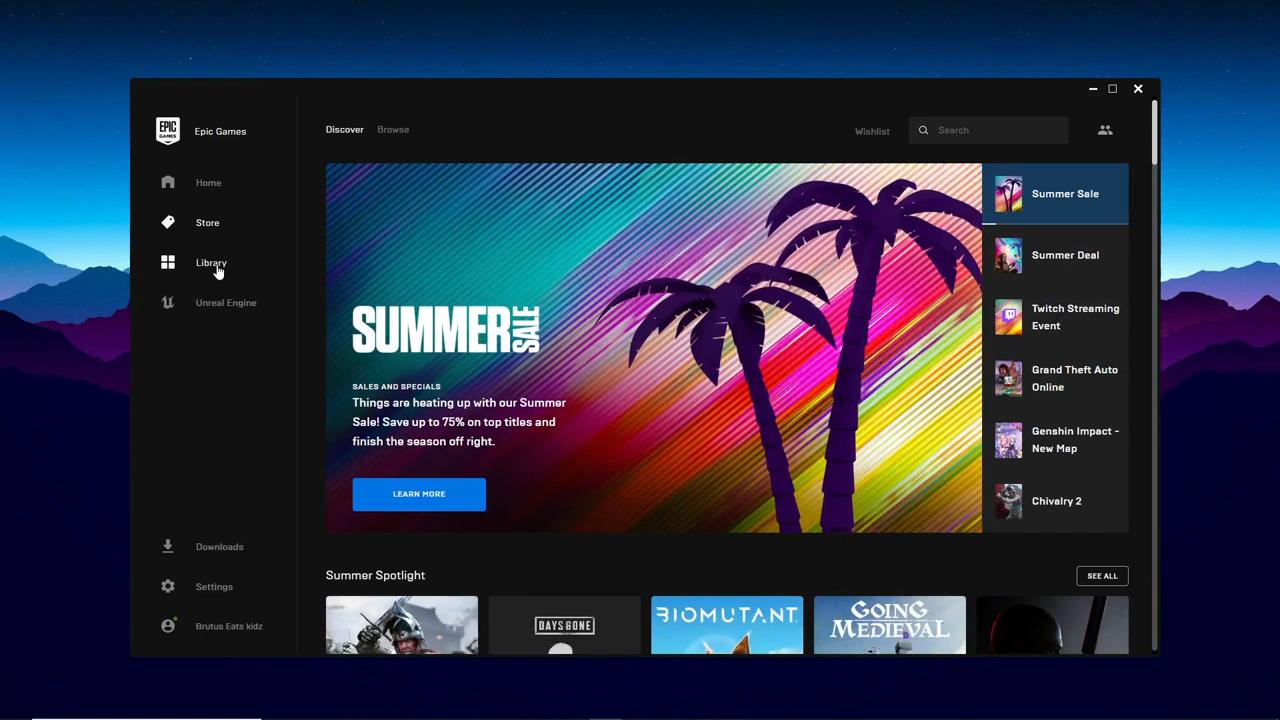 EPIC
GAMES
Epic Games
Home
Store
Library
Unreal Engine
Downloads
Settings
Brutus Eats kidz
Discover
Browse
Wishlist
Search
SUMMER SALE
SALES AND SPECIALS
Things are heating up with our Summer
Sale! Save up to 75% on top titles and
finish the season off right.
LEARN MORE
Summer Sale
Summer Deal
Twitch Streaming
Event
Grand Theft Auto
Online
Genshin Impact -
New Map
Chivalry 2
Summer Spotlight
SEE ALL
DAYS GONE
BIOMUTANT
GOING
MEDIEVAL